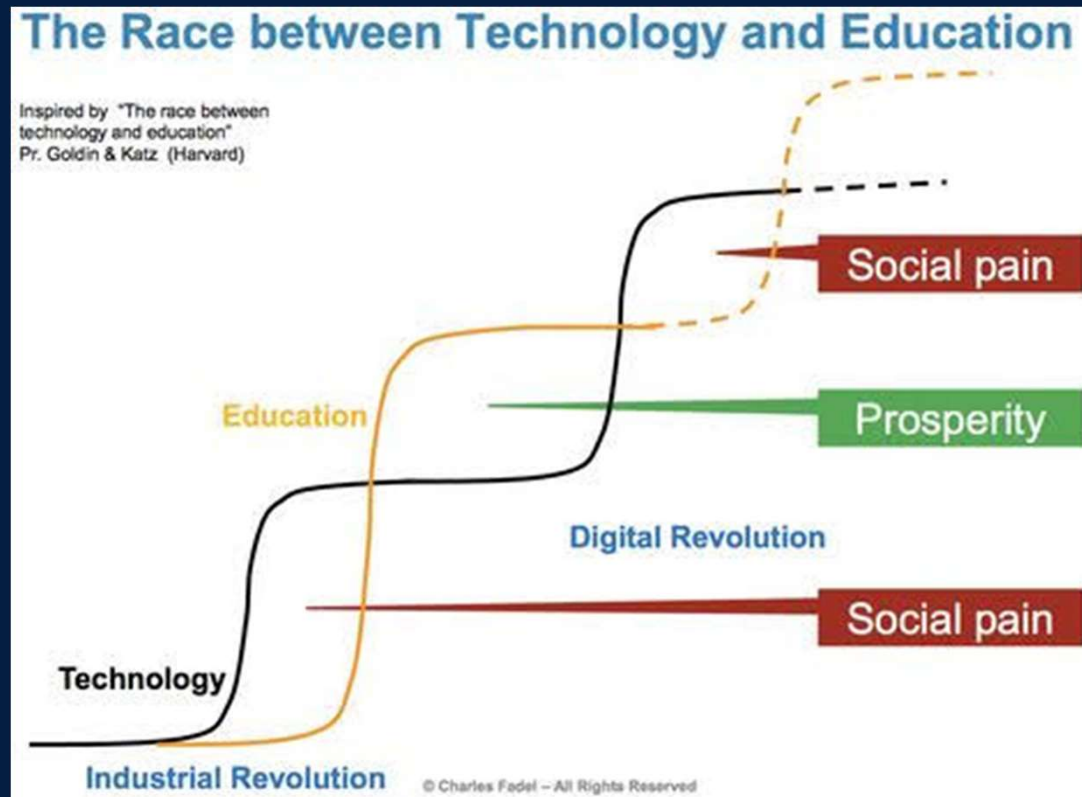 The Race between Technology and Education
Inspired by "The race between
technology and education"
Pr. Goldin & Katz (Harvard)
Social pain
Education
Prosperity
Digital Revolution
Social pain
Technology
Industrial Revolution
© Charles Fadel – All Rights Reserved